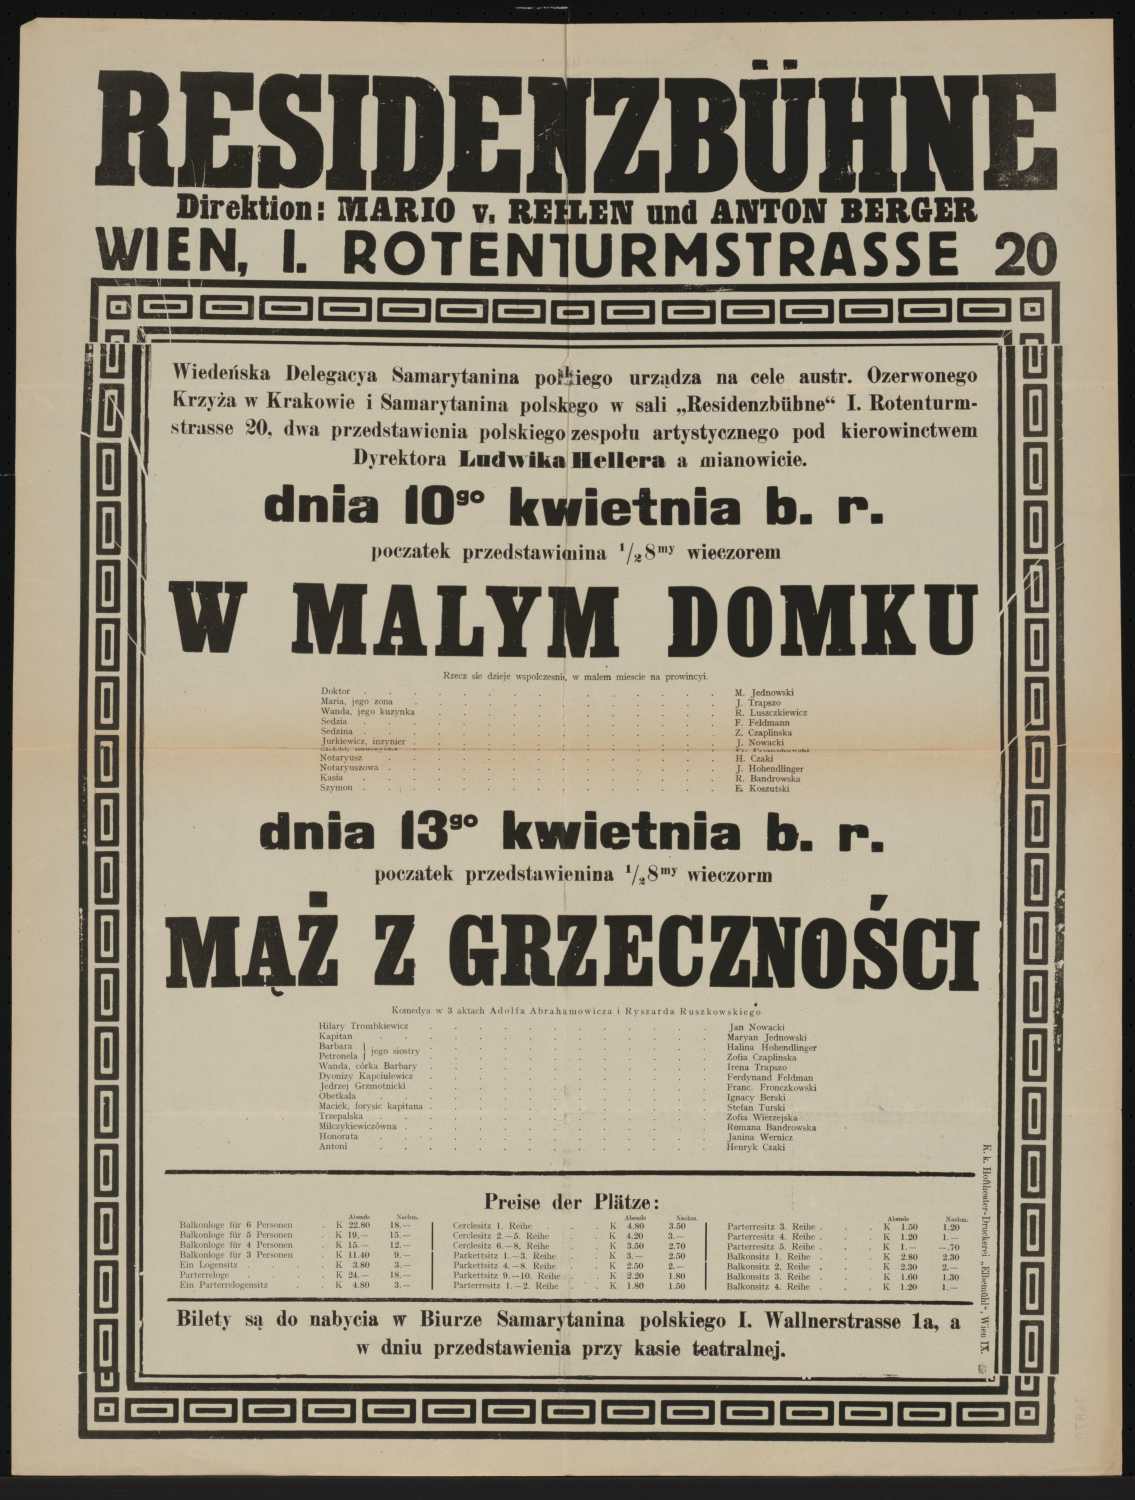 RESIDENZBÜHNE
Direktion: MARIO v. REHLEN und ANTON BERGER
WIEN, I. ROTENTURMSTRASSE 20
Wiedeńska Delegacya Samarytanina polskiego urządza na cele austr. Ozerwonego
Krzyża w Krakowie i Samarytanina polskego w sali „Residenzbühne“ I. Rotenturm-
strasse 20, dwa przedstawienia polskiego zespołu artystycznego pod kierowinctwem
Dyrektora Ludwika Hellera a mianowicie.
dnia 10go kwietnia b. r.
poczatek przedstawimina 1/2 8my wieczorem
W MALYM DOMKU
Rzecz sie dzieje wspolczesnie, w malem miescie na prowincyi.
Doktor . . . M. Jednowski
Maria, jego zona . . . J. Trapszo
Wanda, jego kuzynka . . . R. Luszczkiewicz
Sedzia . . . F. Feldmann
Sedzina . . . Z. Czaplinska
Jurkiewicz, inzynier . . . J. Nowacki
Notaryusz . . . H. Czaki
Notaryuszowa . . . J. Hohendlinger
Kasia . . . R. Bandrowska
Szymon . . . E. Koszutski
dnia 13go kwietnia b. r.
poczatek przedstawienina 1/2 8my wieczorm
MĄŻ Z GRZECZNOŚCI
Komedya w 3 aktach Adolfa Abrahamowicza i Ryszarda Ruszkowskiego
Hilary Trombkiewicz . . . Jan Nowacki
Kapitan . . . Maryan Jednowski
Barbara } jego siostry . . . Halina Hohendlinger
Petronela } . . . Zofia Czaplinska
Wanda, córka Barbary . . . Irena Trapszo
Dyonizy Kapciulewicz . . . Ferdynand Feldman
Jedrzej Grzmotnicki . . . Franc. Fronczkowski
Obetkala . . . Ignacy Berski
Maciek, forysic kapitana . . . Stefan Turski
Trzepalska . . . Zofia Wierzejska
Milczykiewiczówna . . . Romana Bandrowska
Honorata . . . Janina Wernicz
Antoni . . . Henryk Czaki
Preise der Plätze:
Abends Nachm.
Balkonloge für 6 Personen . K 22.80 18.—
Balkonloge für 5 Personen . K 19.— 15.—
Balkonloge für 4 Personen . K 15.— 12.—
Balkonloge für 3 Personen . K 11.40 9.—
Ein Logensitz . K 3.80 3.—
Parterreloge . K 24.— 18.—
Ein Parterrelogensitz . K 4.80 3.—
Abends Nachm.
Cerclesitz 1. Reihe . K 4.80 3.50
Cerclesitz 2.—5. Reihe . K 4.20 3.—
Cerclesitz 6.—8. Reihe . K 3.50 2.70
Parkettsitz 1.—3. Reihe . K 3.— 2.50
Parkettsitz 4.—8. Reihe . K 2.50 2.—
Parkettsitz 9.—10. Reihe . K 2.20 1.80
Parterresitz 1.—2. Reihe . K 1.80 1.50
Abends Nachm.
Parterresitz 3. Reihe . K 1.50 1.20
Parterresitz 4. Reihe . K 1.20 1.—
Parterresitz 5. Reihe . K 1.— —.70
Balkonsitz 1. Reihe . K 2.80 2.30
Balkonsitz 2. Reihe . K 2.30 2.—
Balkonsitz 3. Reihe . K 1.60 1.30
Balkonsitz 4. Reihe . K 1.20 1.—
Bilety są do nabycia w Biurze Samarytanina polskiego I. Wallnerstrasse 1a, a
w dniu przedstawienia przy kasie teatralnej.
K. k. Hoftheater-Druckerei „Elbemühl“, Wien IX.